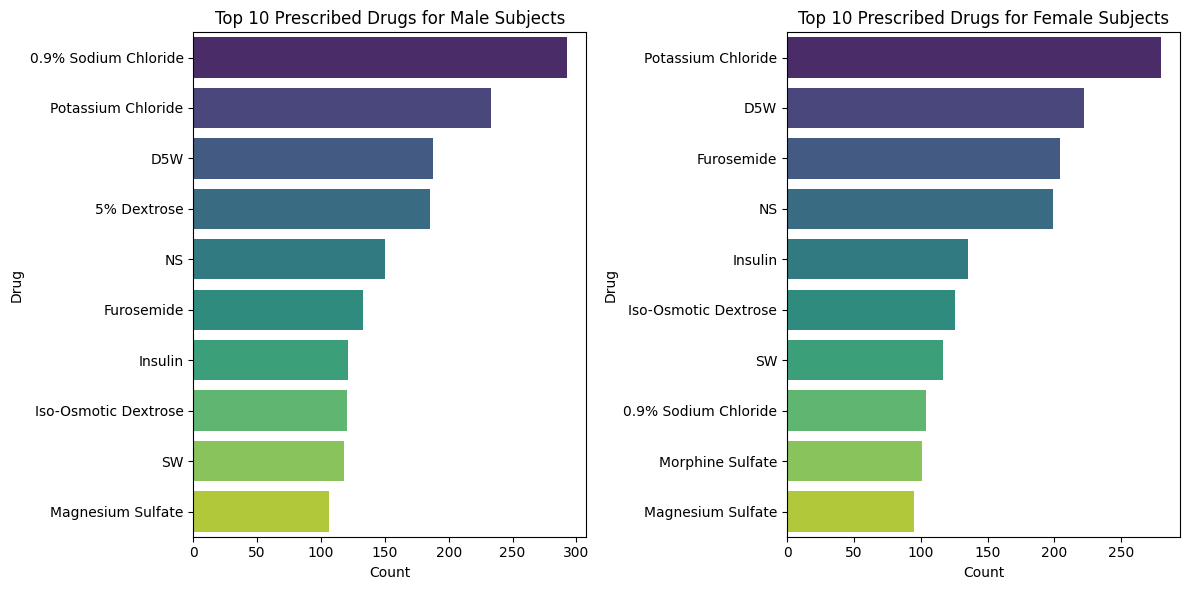 Top 10 Prescribed Drugs for Male Subjects
Drug
0.9% Sodium Chloride
Potassium Chloride
D5W
5% Dextrose
NS
Furosemide
Insulin
Iso-Osmotic Dextrose
SW
Magnesium Sulfate
0 50 100 150 200 250 300
Count
Top 10 Prescribed Drugs for Female Subjects
Drug
Potassium Chloride
D5W
Furosemide
NS
Insulin
Iso-Osmotic Dextrose
SW
0.9% Sodium Chloride
Morphine Sulfate
Magnesium Sulfate
0 50 100 150 200 250
Count